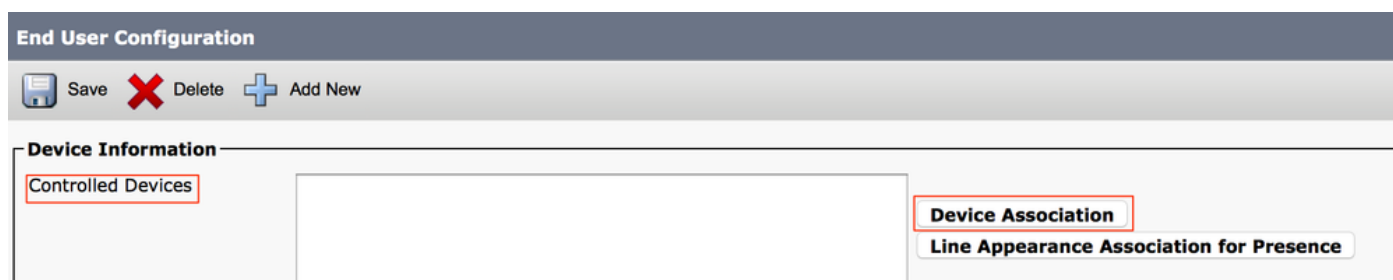 End User Configuration
Save Delete Add New
Device Information
Controlled Devices
Device Association
Line Appearance Association for Presence